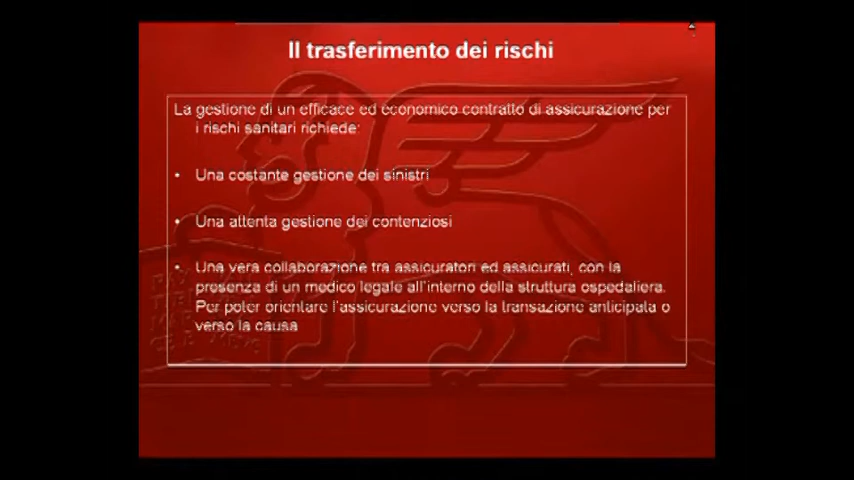 Il trasferimento dei rischi
La gestione di un efficace ed economico contratto di assicurazione per
i rischi sanitari richiede:
• Una costante gestione dei sinistri
• Una attenta gestione dei contenziosi
• Una vera collaborazione tra assicuratori ed assicurati, con la
presenza di un medico legale all'interno della struttura ospedaliera.
Per poter orientare l'assicurazione verso la transazione anticipata o
verso la causa